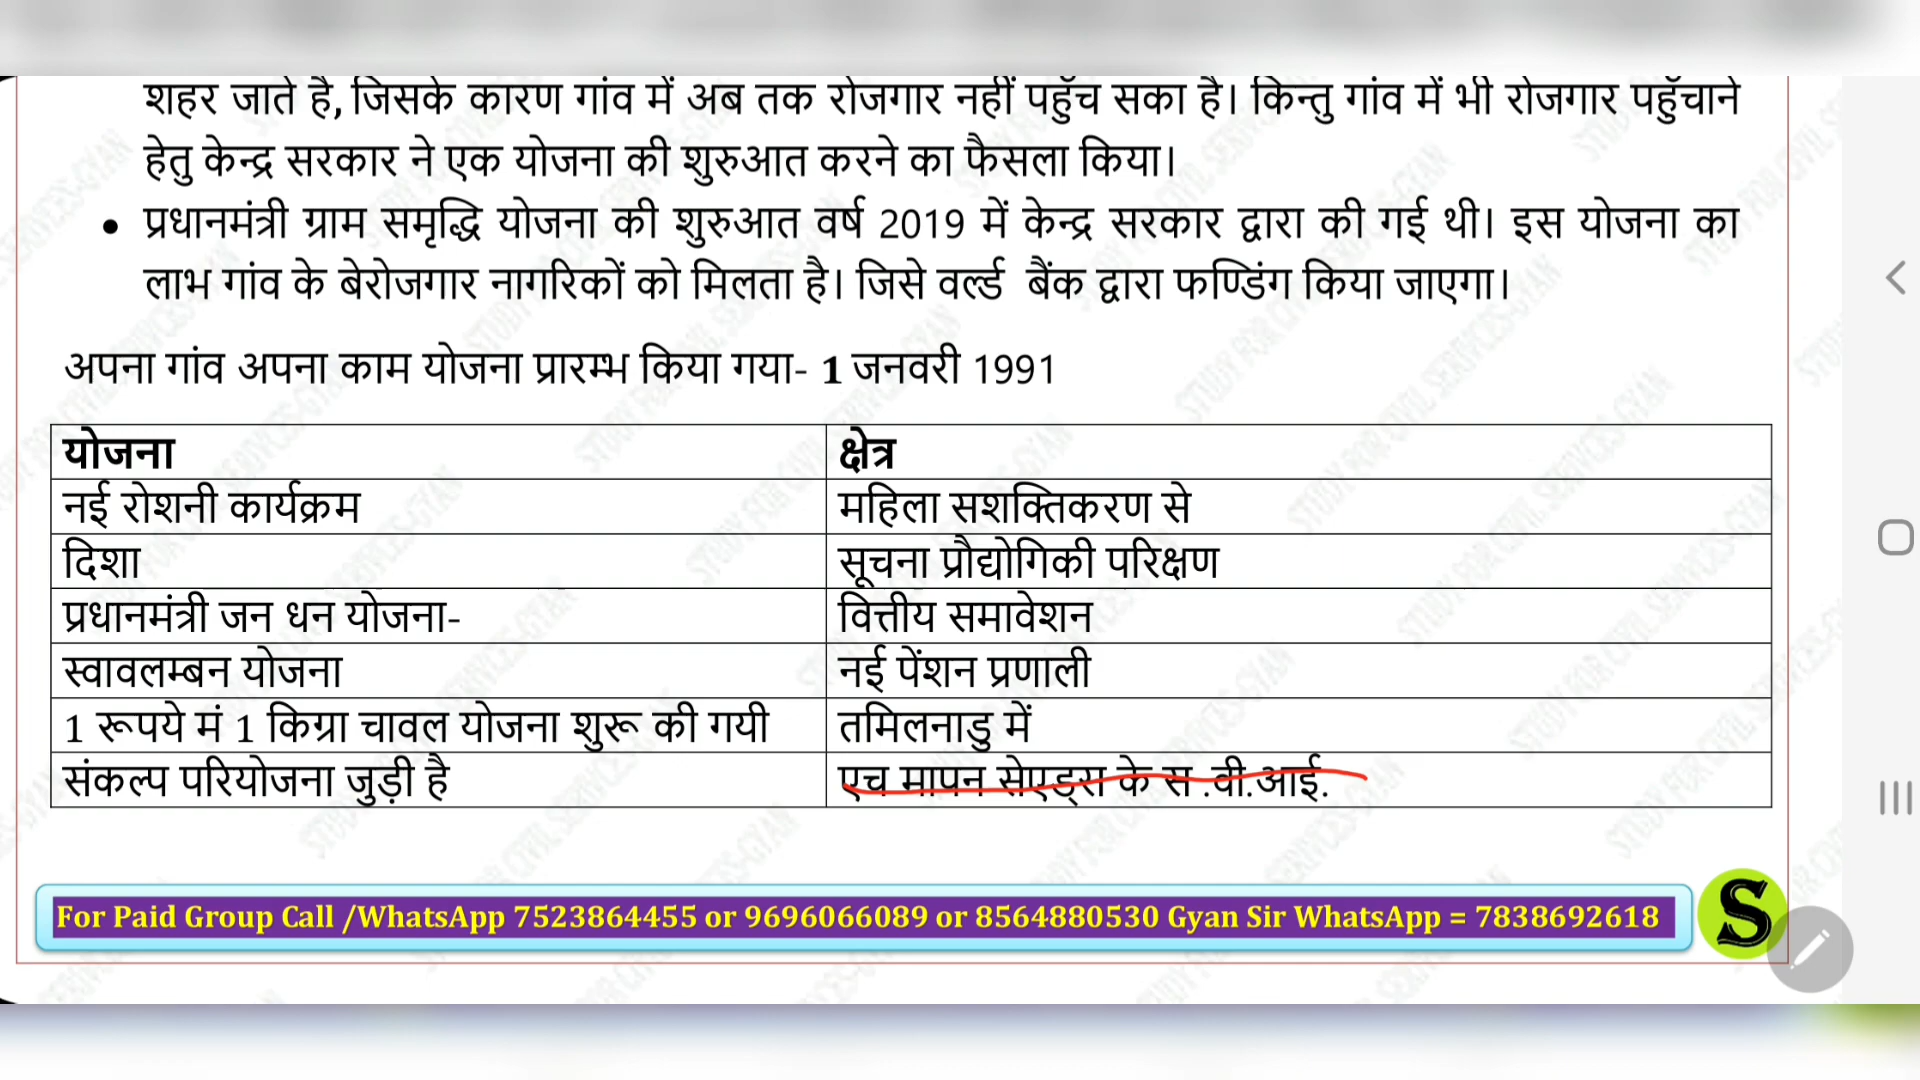 शहर जाते है, जिसके कारण गांव में अब तक रोजगार नहीं पहुँच सका है। किन्तु गांव में भी रोजगार पहुँचाने
हेतु केन्द्र सरकार ने एक योजना की शुरुआत करने का फैसला किया।
• प्रधानमंत्री ग्राम समृद्धि योजना की शुरुआत वर्ष 2019 में केन्द्र सरकार द्वारा की गई थी। इस योजना का
लाभ गांव के बेरोजगार नागरिकों को मिलता है। जिसे वर्ल्ड बैंक द्वारा फण्डिंग किया जाएगा।
अपना गांव अपना काम योजना प्रारम्भ किया गया- 1 जनवरी 1991
योजना क्षेत्र
नई रोशनी कार्यक्रम महिला सशक्तिकरण से
दिशा सूचना प्रौद्योगिकी परिक्षण
प्रधानमंत्री जन धन योजना- वित्तीय समावेशन
स्वावलम्बन योजना नई पेंशन प्रणाली
1 रूपये मं 1 किग्रा चावल योजना शुरू की गयी तमिलनाडु में
संकल्प परियोजना जुड़ी है एच मापन सेएड्स के स .वी.आई.
For Paid Group Call /WhatsApp 7523864455 or 9696066089 or 8564880530 Gyan Sir WhatsApp = 7838692618
S